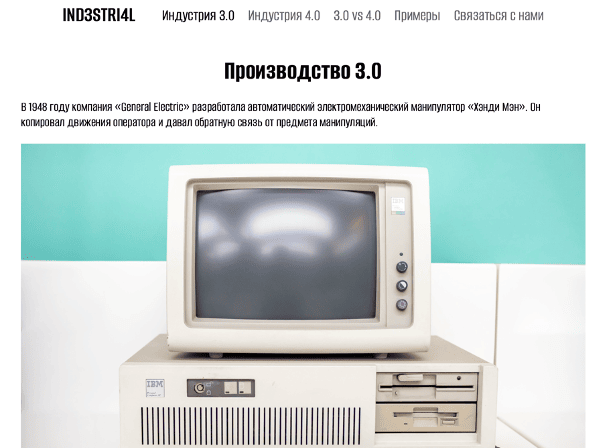 IND3STRI4L Индустрия 3.0 Индустрия 4.0 3.0 vs 4.0 Примеры Связаться с нами
Производство 3.0
В 1948 году компания «General Electric» разработала автоматический электромеханический манипулятор «Хэнди Мэн». Он
копировал движения оператора и давал обратную связь от предмета манипуляций.
IBM
IBM